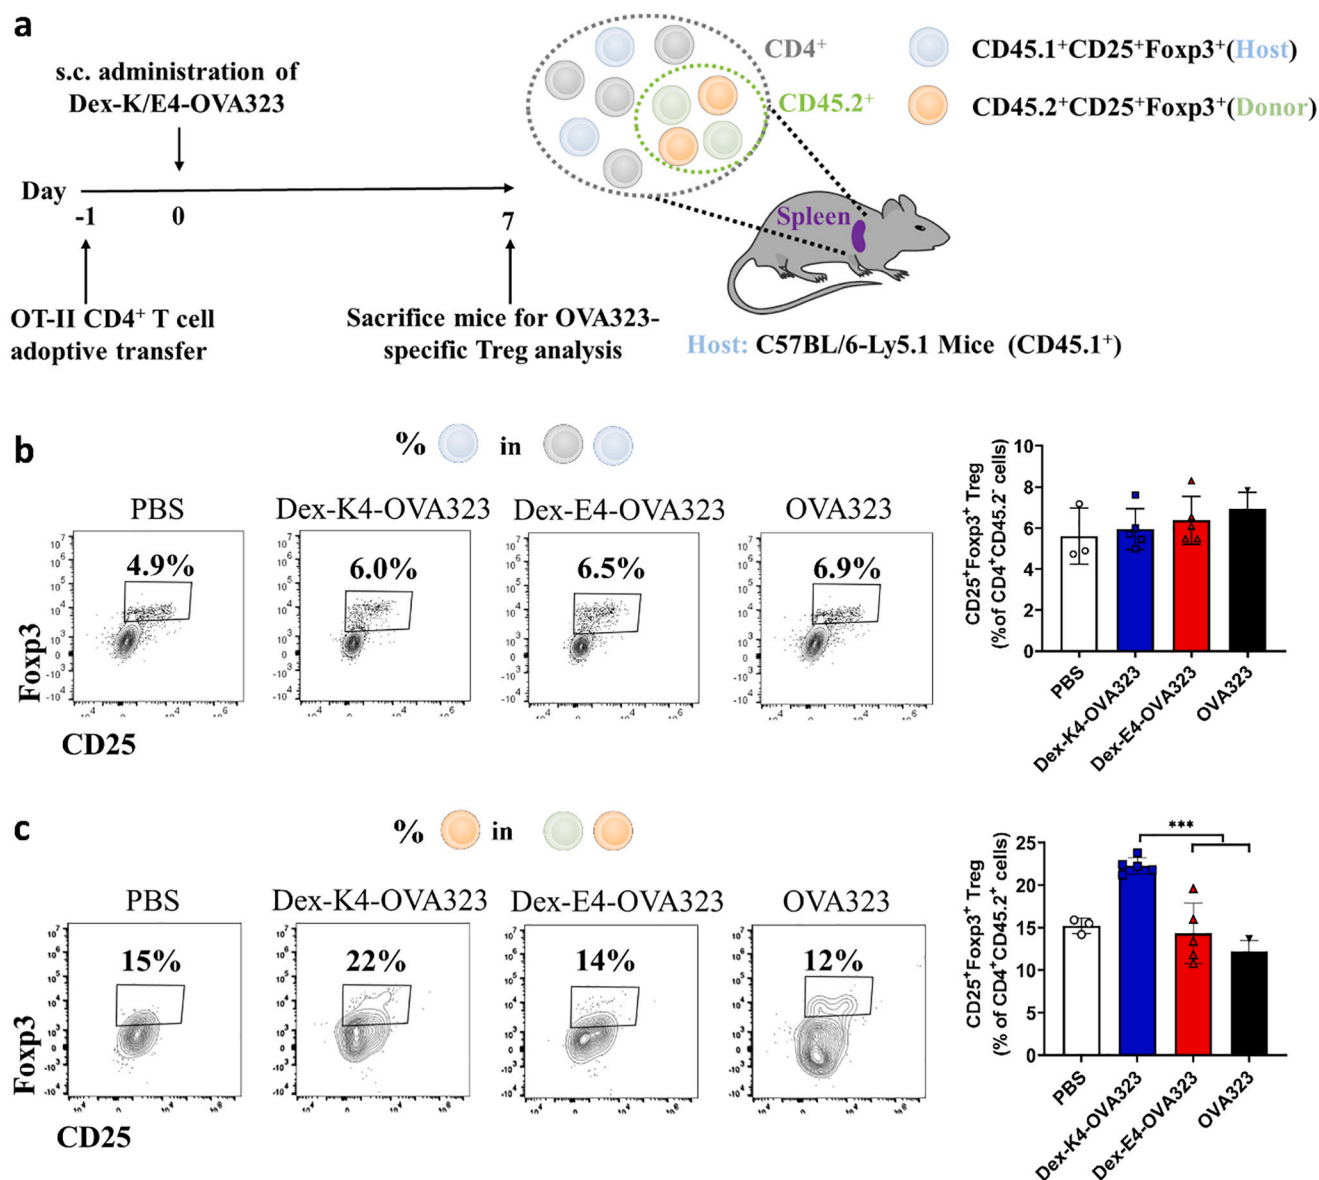 a
s.c. administration of
Dex-K/E4-OVA323
Day
-1
0
7
OT-II CD4⁺ T cell
adoptive transfer
Sacrifice mice for OVA323-
specific Treg analysis
CD4⁺
CD45.2⁺
CD45.1⁺CD25⁺Foxp3⁺(Host)
CD45.2⁺CD25⁺Foxp3⁺(Donor)
Spleen
Host: C57BL/6-Ly5.1 Mice (CD45.1⁺)
b
% in
PBS
Dex-K4-OVA323
Dex-E4-OVA323
OVA323
4.9%
6.0%
6.5%
6.9%
Foxp3
CD25
CD25⁺Foxp3⁺ Treg
(%of CD4⁺CD45.2⁻ cells)
10
8
6
4
2
0
PBS
Dex-K4-OVA323
Dex-E4-OVA323
OVA323
c
% in
PBS
Dex-K4-OVA323
Dex-E4-OVA323
OVA323
15%
22%
14%
12%
Foxp3
CD25
CD25⁺Foxp3⁺ Treg
(% of CD4⁺CD45.2⁺ cells)
***
25
20
15
10
5
0
PBS
Dex-K4-OVA323
Dex-E4-OVA323
OVA323